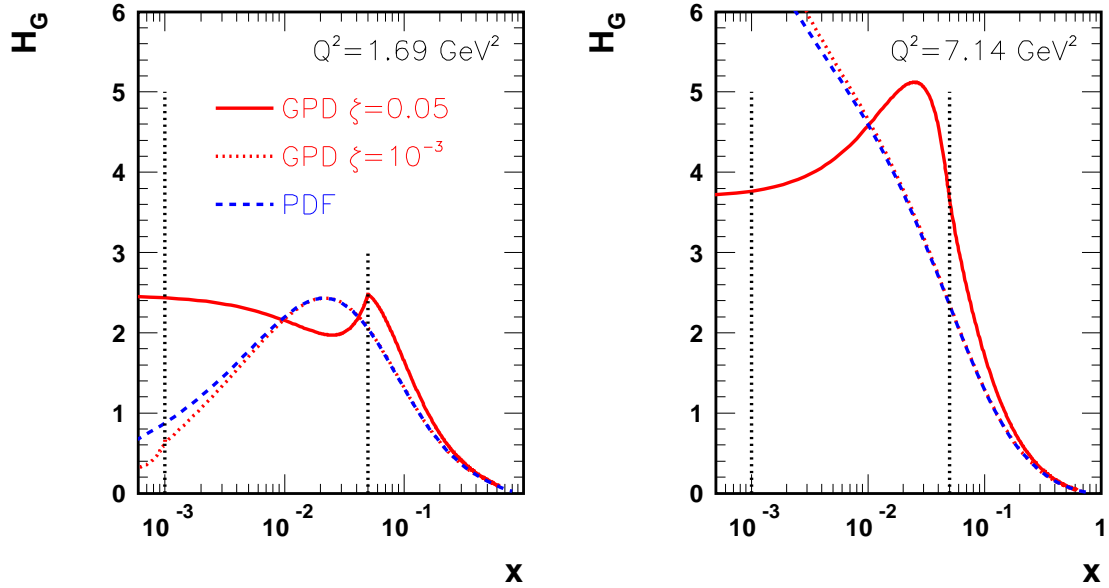 H_G
Q²=1.69 GeV²
GPD ζ=0.05
GPD ζ=10⁻³
PDF
6
5
4
3
2
1
0
10⁻³ 10⁻² 10⁻¹
x
H_G
Q²=7.14 GeV²
6
5
4
3
2
1
0
10⁻³ 10⁻² 10⁻¹ 1
x